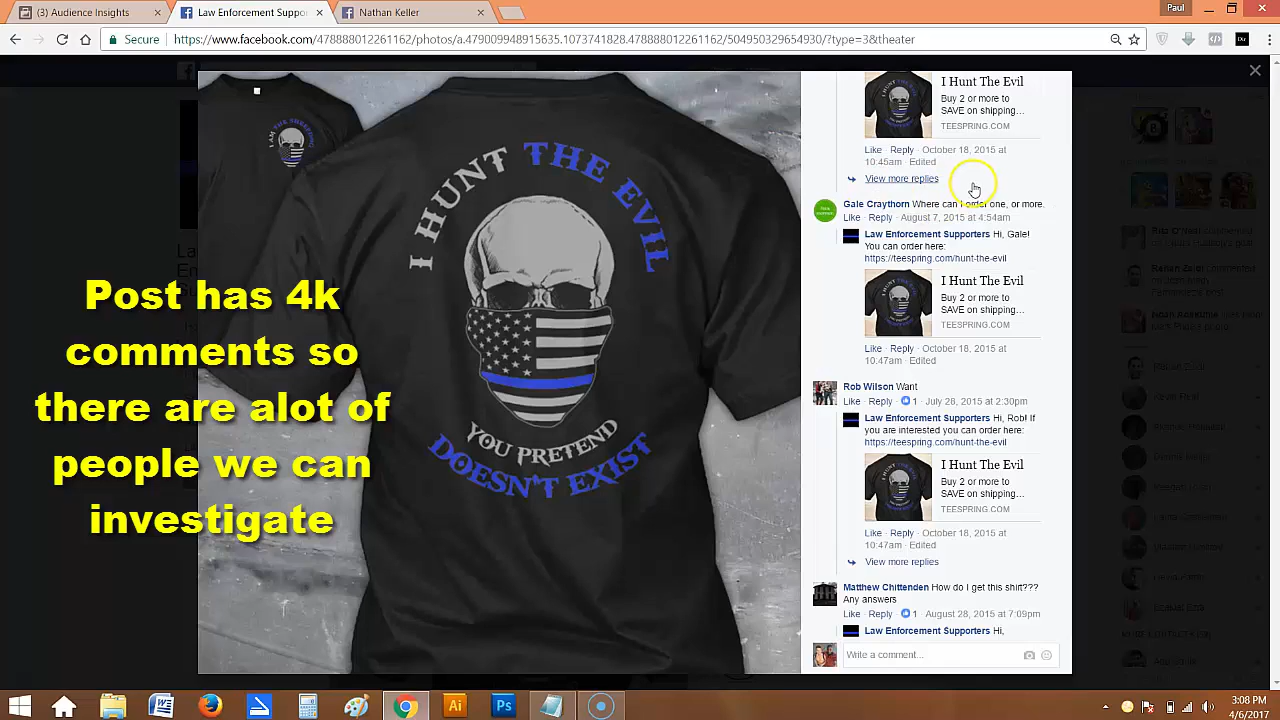 (3) Audience Insights
Law Enforcement Suppo
Nathan Keller
Paul
Secure
https://www.facebook.com/478888012261162/photos/a.479009948915635.1073741828.478888012261162/504950329654930/?type=3&theater
I AM THE SHEEPDOG
I HUNT THE EVIL
YOU PRETEND
DOESN'T EXIST
Post has 4k
comments so
there are alot of
people we can
investigate
I Hunt The Evil
Buy 2 or more to
SAVE on shipping…
TEESPRING.COM
Like · Reply · October 18, 2015 at
10:45am · Edited
View more replies
Gale Craythorn Where can I order one, or more.
Like · Reply · August 7, 2015 at 4:54am
Law Enforcement Supporters Hi, Gale!
You can order here:
https://teespring.com/hunt-the-evil
I Hunt The Evil
Buy 2 or more to
SAVE on shipping…
TEESPRING.COM
Like · Reply · October 18, 2015 at
10:47am · Edited
Rob Wilson Want
Like · Reply · 1 · July 28, 2015 at 2:30pm
Law Enforcement Supporters Hi, Rob! If
you are interested you can order here:
https://teespring.com/hunt-the-evil
I Hunt The Evil
Buy 2 or more to
SAVE on shipping…
TEESPRING.COM
Like · Reply · October 18, 2015 at
10:47am · Edited
View more replies
Matthew Chittenden How do I get this shirt???
Any answers
Like · Reply · 1 · August 28, 2015 at 7:09pm
Law Enforcement Supporters Hi,
Write a comment...
Ai
Ps
3:08 PM
4/6/2017